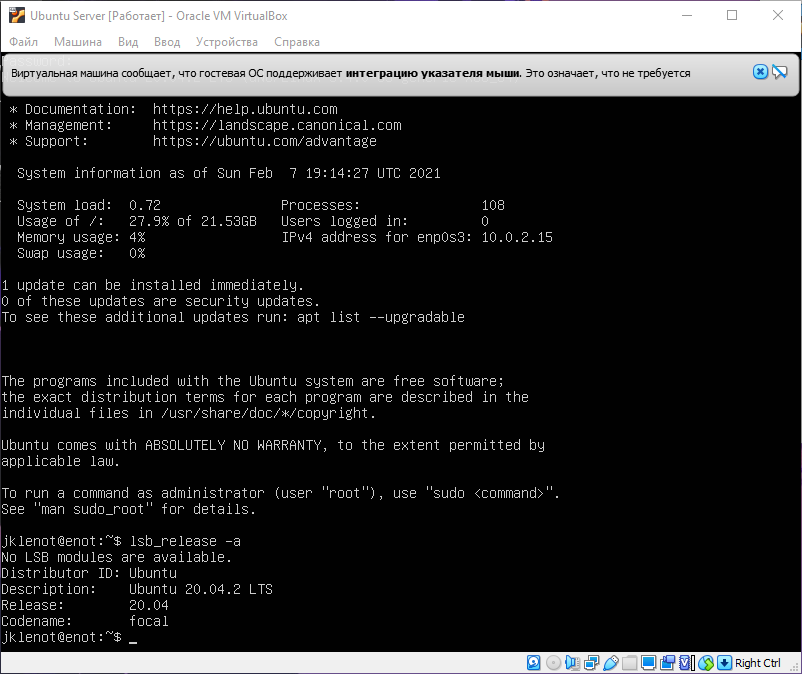 Ubuntu Server [Работает] - Oracle VM VirtualBox
Файл Машина Вид Ввод Устройства Справка
Виртуальная машина сообщает, что гостевая ОС поддерживает интеграцию указателя мыши. Это означает, что не требуется
* Documentation: https://help.ubuntu.com
* Management: https://landscape.canonical.com
* Support: https://ubuntu.com/advantage
System information as of Sun Feb 7 19:14:27 UTC 2021
System load: 0.72 Processes: 108
Usage of /: 27.9% of 21.53GB Users logged in: 0
Memory usage: 4% IPv4 address for enp0s3: 10.0.2.15
Swap usage: 0%
1 update can be installed immediately.
0 of these updates are security updates.
To see these additional updates run: apt list --upgradable
The programs included with the Ubuntu system are free software;
the exact distribution terms for each program are described in the
individual files in /usr/share/doc/*/copyright.
Ubuntu comes with ABSOLUTELY NO WARRANTY, to the extent permitted by
applicable law.
To run a command as administrator (user "root"), use "sudo <command>".
See "man sudo_root" for details.
jklenot@enot:~$ lsb_release -a
No LSB modules are available.
Distributor ID: Ubuntu
Description: Ubuntu 20.04.2 LTS
Release: 20.04
Codename: focal
jklenot@enot:~$ _
Right Ctrl